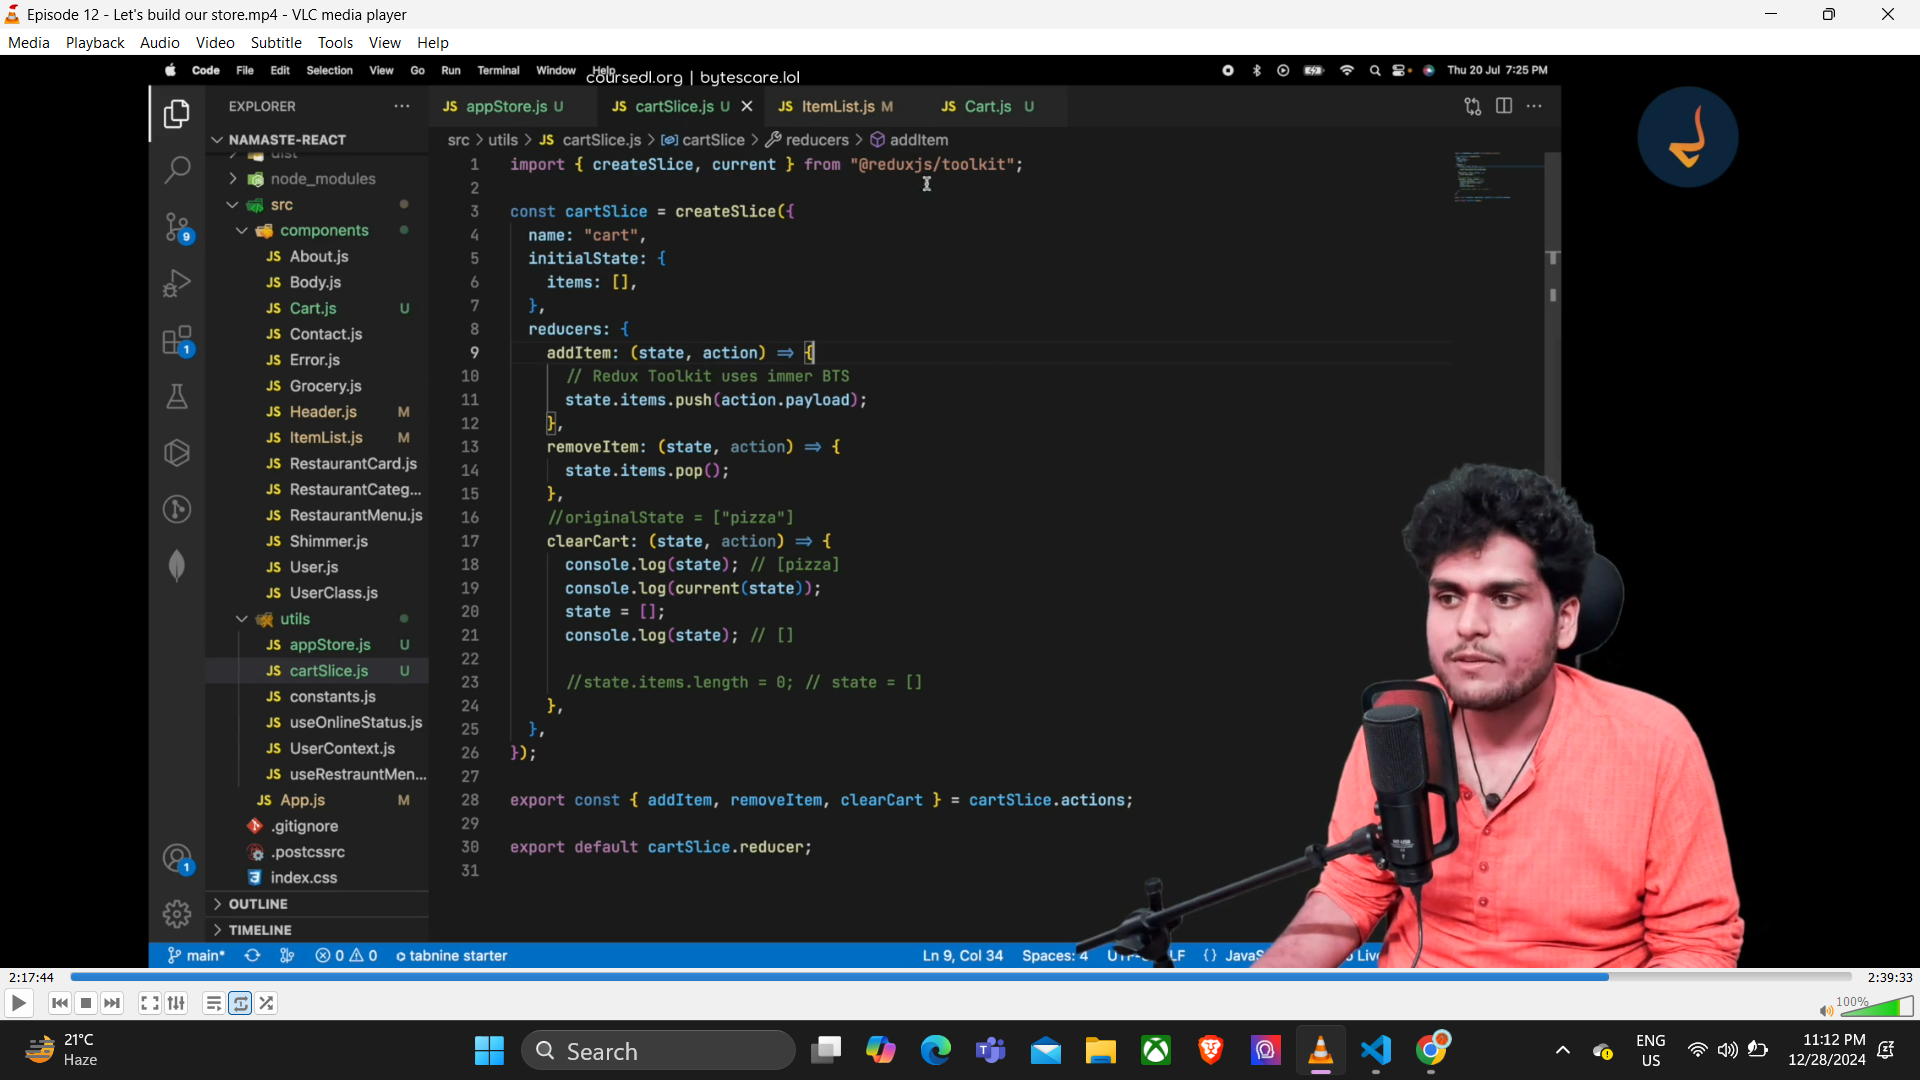 Episode 12 - Let's build our store.mp4 - VLC media player
Media Playback Audio Video Subtitle Tools View Help
Code File Edit Selection View Go Run Terminal Window Help
coursedl.org | bytescare.lol
Thu 20 Jul 7:25 PM
EXPLORER
JS appStore.js U
JS cartSlice.js U
JS ItemList.js M
JS Cart.js U
NAMASTE-REACT
src > utils > JS cartSlice.js > cartSlice > reducers > addItem
dist
node_modules
src
components
JS About.js
JS Body.js
JS Cart.js U
JS Contact.js
JS Error.js
JS Grocery.js
JS Header.js M
JS ItemList.js M
JS RestaurantCard.js
JS RestaurantCateg...
JS RestaurantMenu.js
JS Shimmer.js
JS User.js
JS UserClass.js
utils
JS appStore.js U
JS cartSlice.js U
JS constants.js
JS useOnlineStatus.js
JS UserContext.js
JS useRestrauntMen...
JS App.js M
.gitignore
.postcssrc
index.css
OUTLINE
TIMELINE
9
1
1
1 import { createSlice, current } from "@reduxjs/toolkit";
2
3 const cartSlice = createSlice({
4 name: "cart",
5 initialState: {
6 items: [],
7 },
8 reducers: {
9 addItem: (state, action) => {
10 // Redux Toolkit uses immer BTS
11 state.items.push(action.payload);
12 },
13 removeItem: (state, action) => {
14 state.items.pop();
15 },
16 //originalState = ["pizza"]
17 clearCart: (state, action) => {
18 console.log(state); // [pizza]
19 console.log(current(state));
20 state = [];
21 console.log(state); // []
22
23 //state.items.length = 0; // state = []
24 },
25 },
26 });
27
28 export const { addItem, removeItem, clearCart } = cartSlice.actions;
29
30 export default cartSlice.reducer;
31
main* 0 0 tabnine starter
Ln 9, Col 34 Spaces: 4
2:17:44
2:39:33
100%
21°C
Haze
Search
ENG
US
11:12 PM
12/28/2024